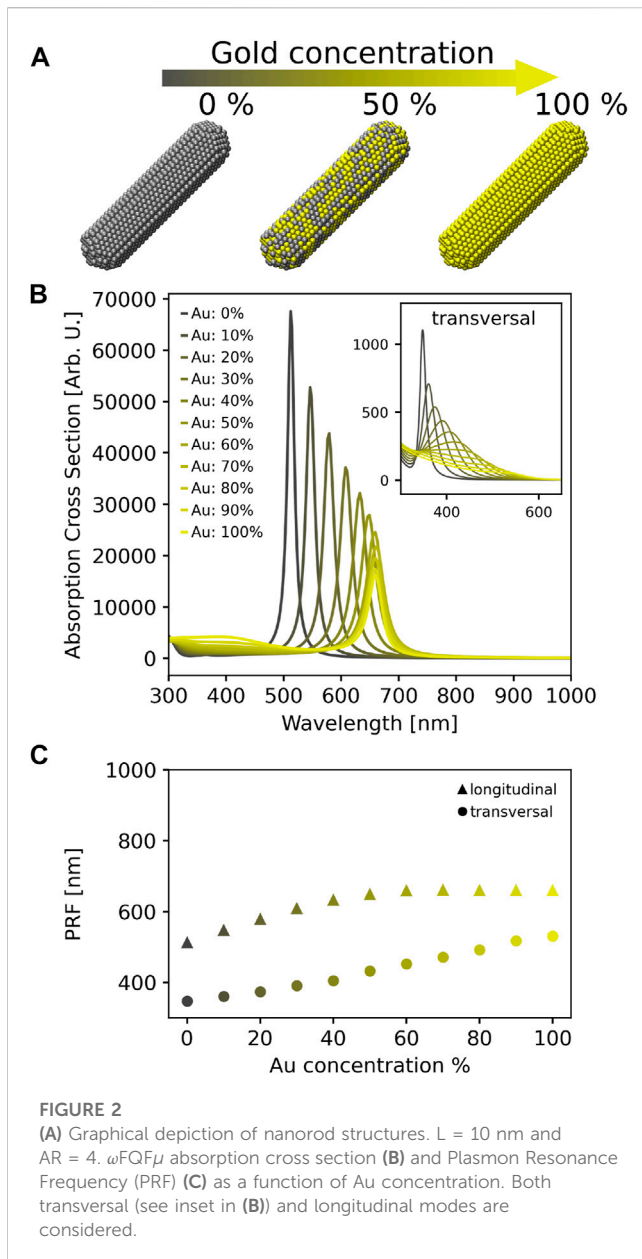 A
Gold concentration
0 % 50 % 100 %
B
70000
60000
50000
40000
30000
20000
10000
0
Absorption Cross Section [Arb. U.]
Au: 0%
Au: 10%
Au: 20%
Au: 30%
Au: 40%
Au: 50%
Au: 60%
Au: 70%
Au: 80%
Au: 90%
Au: 100%
transversal
1000
500
0
400 600
300 400 500 600 700 800 900 1000
Wavelength [nm]
C
1000
800
600
400
PRF [nm]
longitudinal
transversal
0 20 40 60 80 100
Au concentration %
FIGURE 2
(A) Graphical depiction of nanorod structures. L = 10 nm and
AR = 4. ωFQFμ absorption cross section (B) and Plasmon Resonance
Frequency (PRF) (C) as a function of Au concentration. Both
transversal (see inset in (B)) and longitudinal modes are
considered.